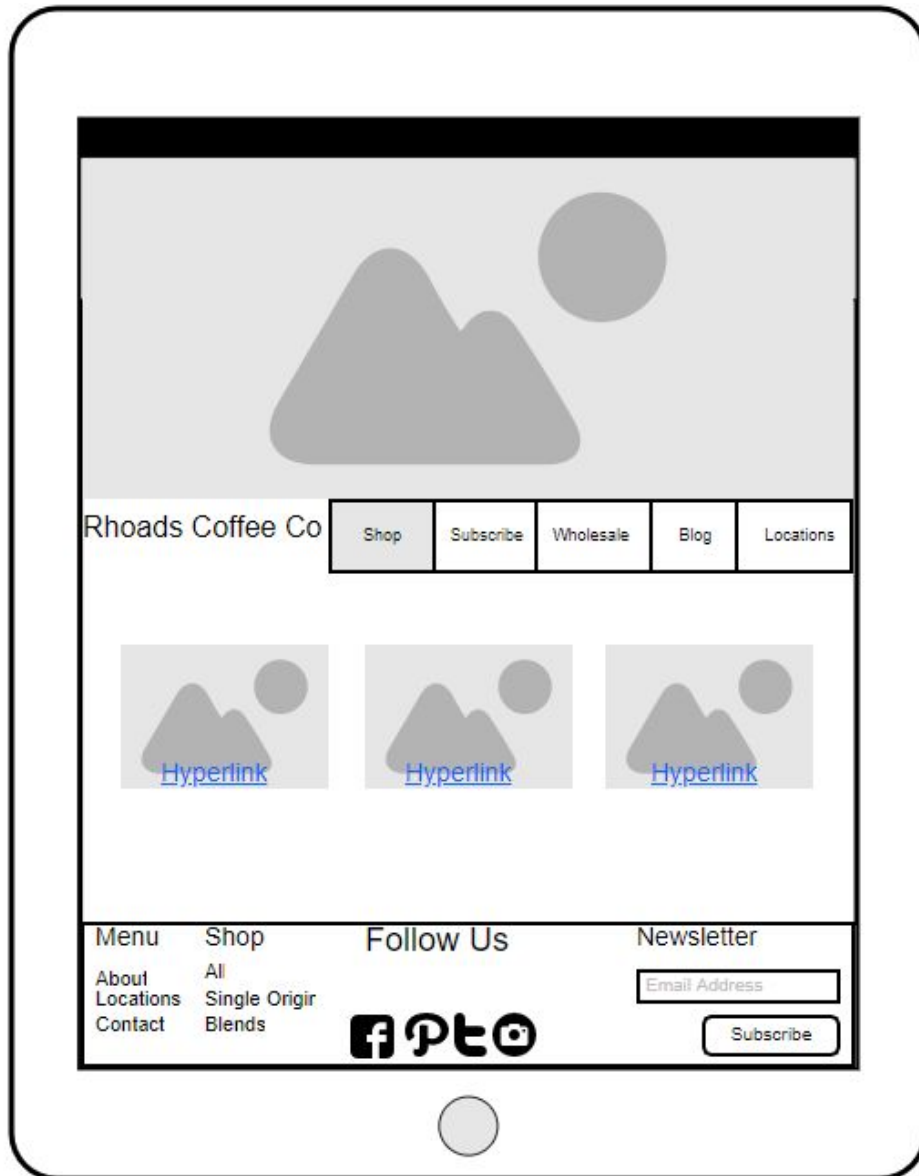 Rhoads Coffee Co
Shop
Subscribe
Wholesale
Blog
Locations
Hyperlink
Hyperlink
Hyperlink
Menu
About
Locations
Contact
Shop
All
Single Origir
Blends
Follow Us
Newsletter
Email Address
Subscribe